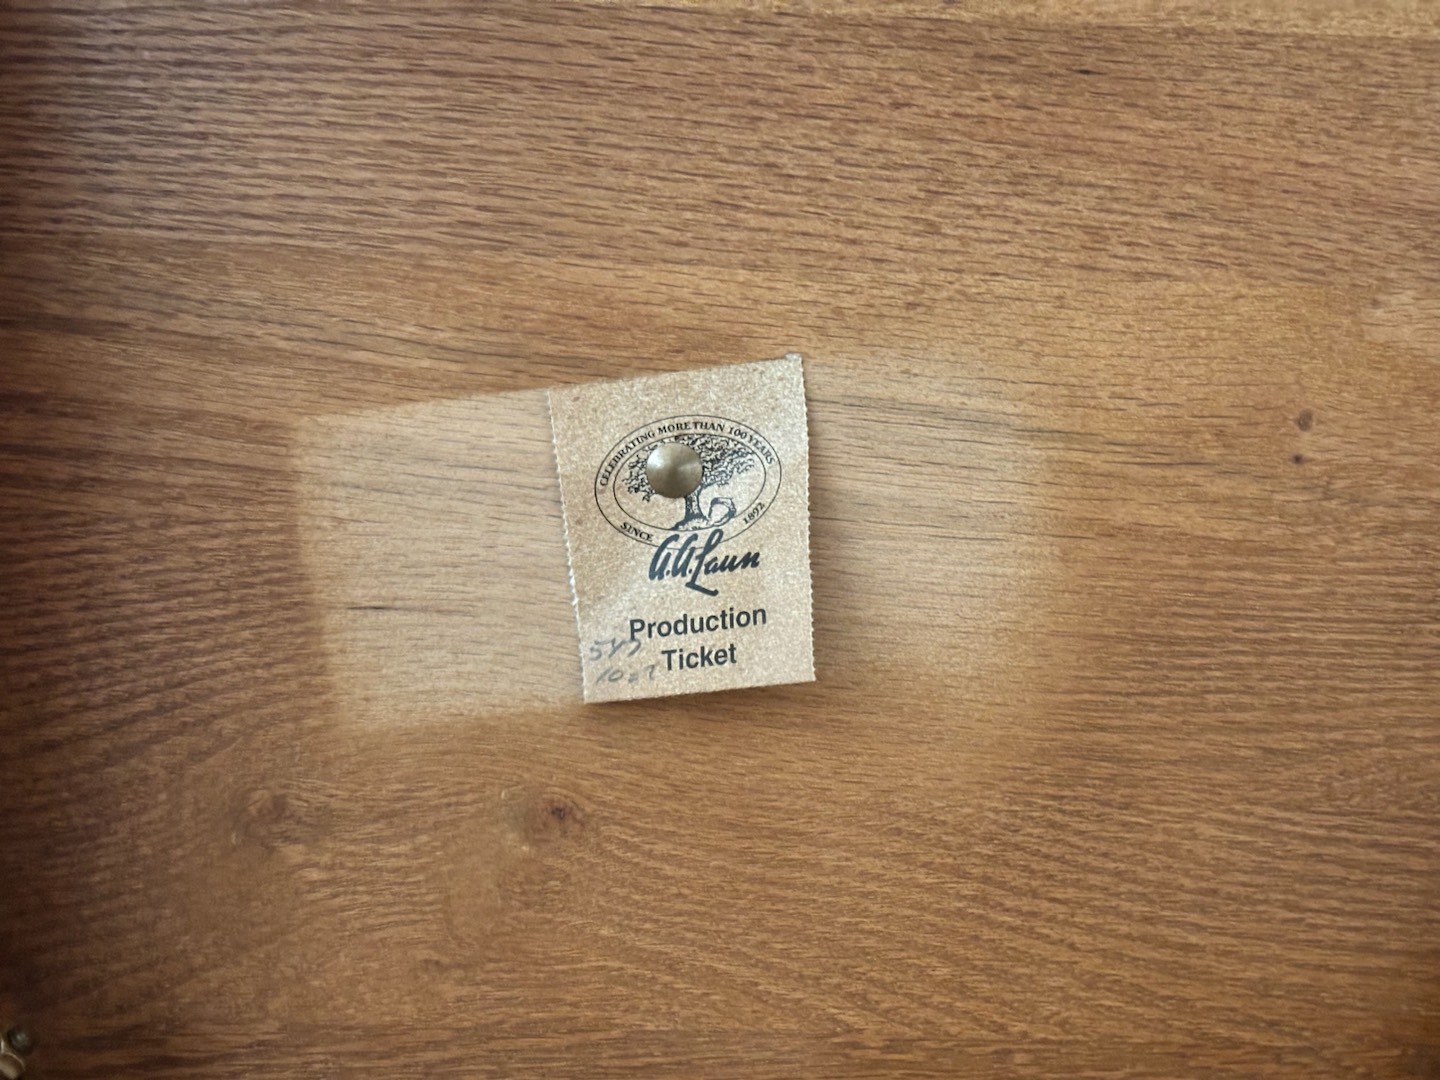 CELEBRATING MORE THAN 100 YEARS
SINCE 1892
A.A.Laun
Production
Ticket